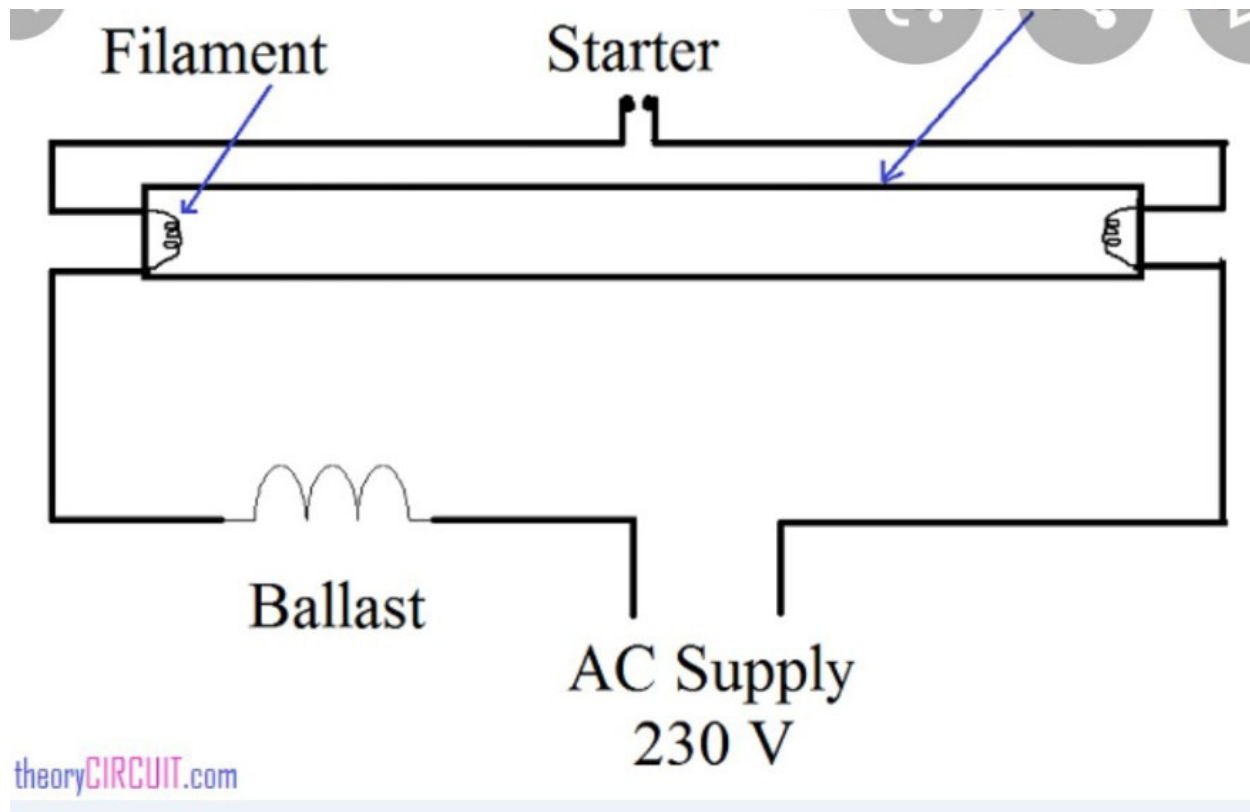 Filament
Starter
Ballast
AC Supply
230 V
theoryCIRCUIT.com